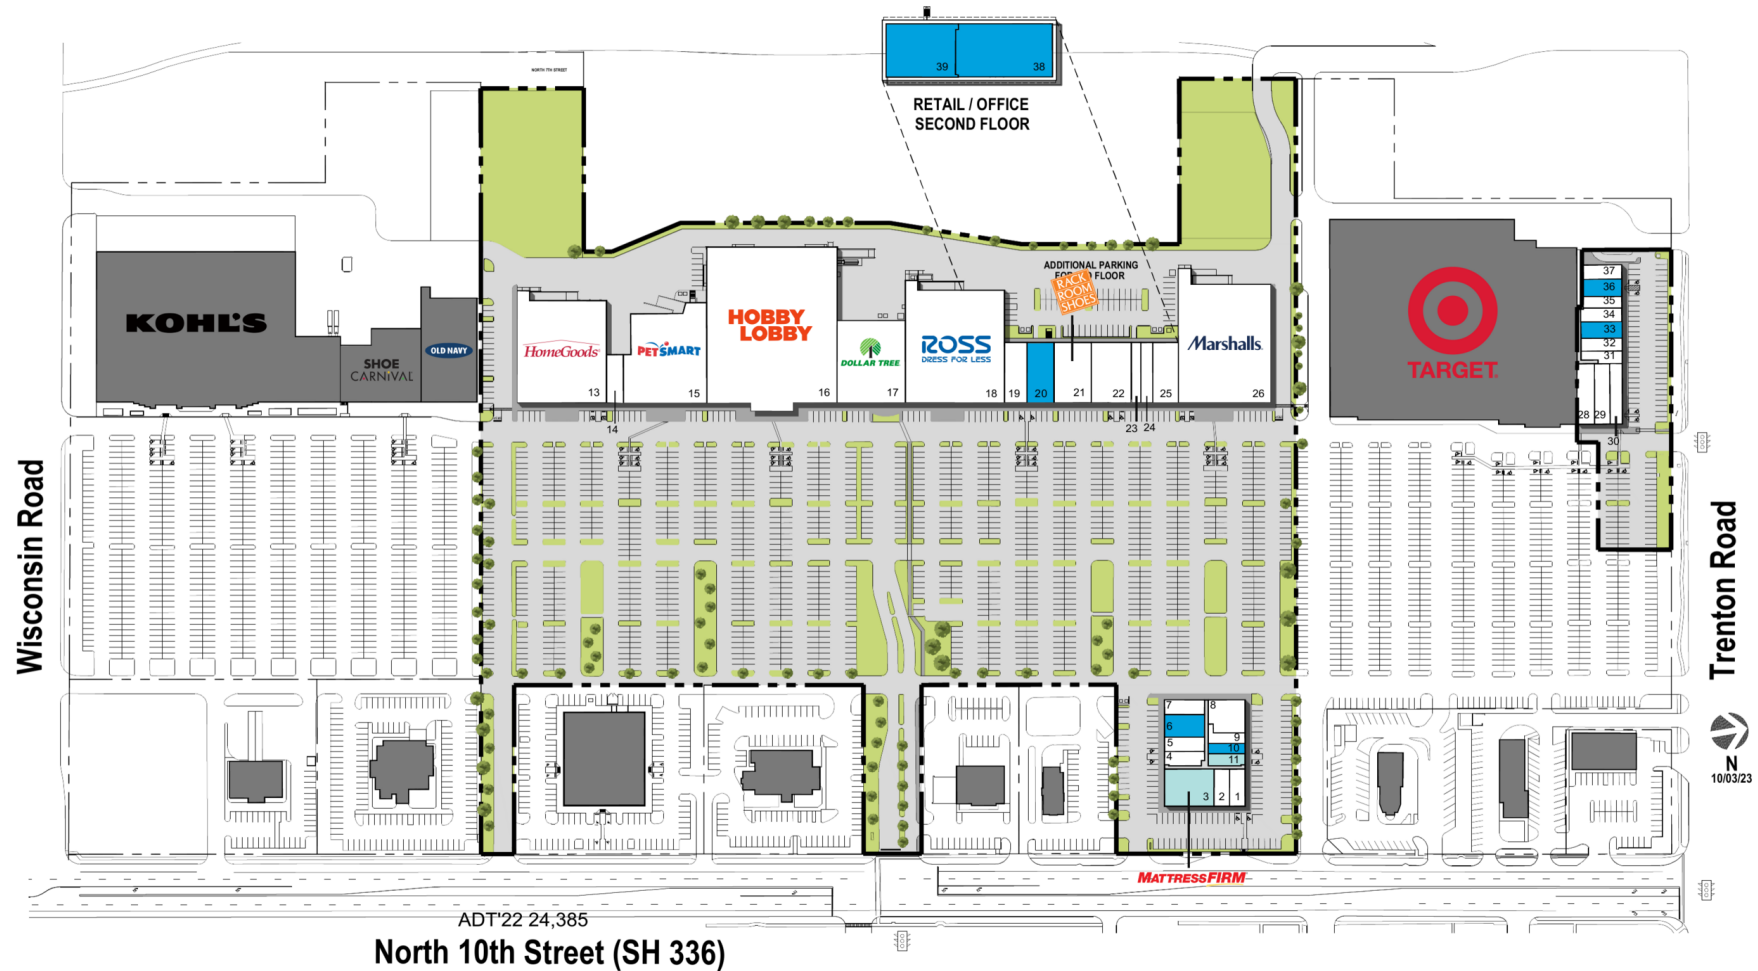 NORTH 7TH STREET
39
38
RETAIL / OFFICE
SECOND FLOOR
ADDITIONAL PARKING
FLOOR
RACK
ROOM
SHOES
KOHL'S
SHOE
CARNIVAL
OLD NAVY
HomeGoods
13
14
PETSMART
15
HOBBY
LOBBY
16
DOLLAR TREE
17
ROSS
DRESS FOR LESS
18
19
20
21
22
23
24
25
Marshalls.
26
TARGET
37
36
35
34
33
32
31
28
29
30
Wisconsin Road
Trenton Road
7
8
6
5
4
9
10
11
3
2
1
MATTRESSFIRM
N
10/03/23
ADT'22 24,385
North 10th Street (SH 336)